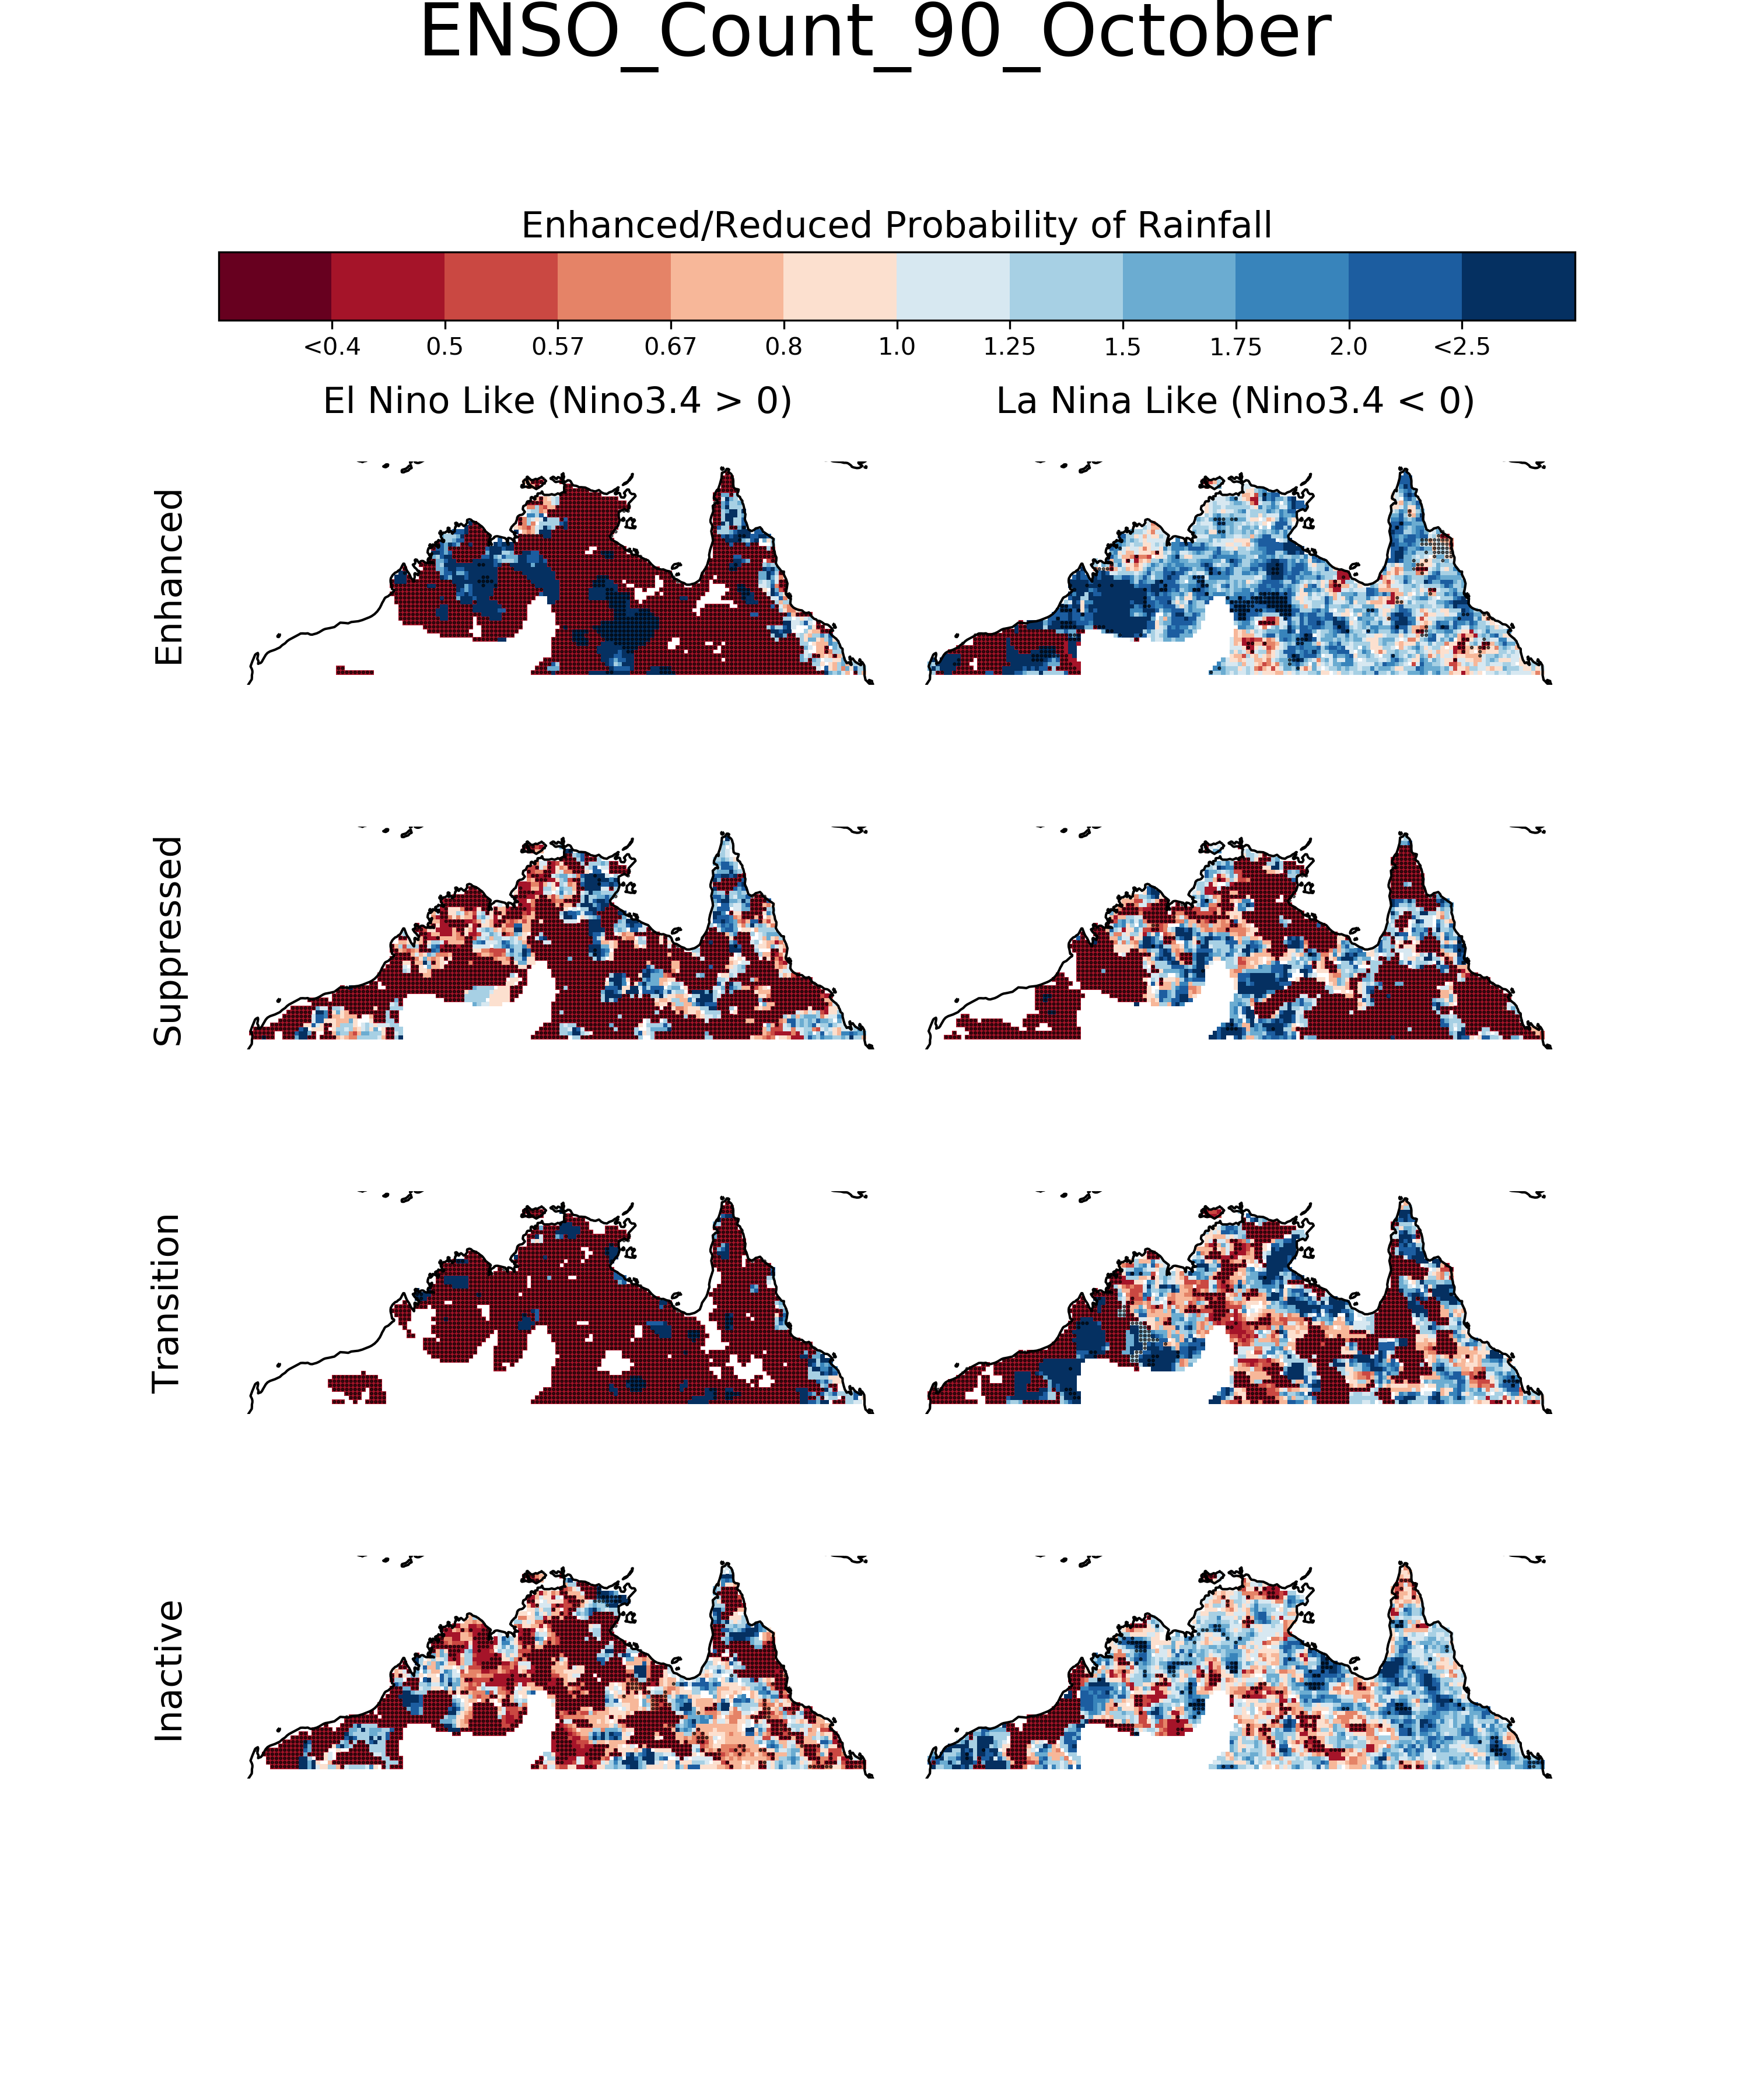 ENSO_Count_90_October
Enhanced/Reduced Probability of Rainfall
<0.4 0.5 0.57 0.67 0.8 1.0 1.25 1.5 1.75 2.0 <2.5
El Nino Like (Nino3.4 > 0) La Nina Like (Nino3.4 < 0)
Enhanced
Suppressed
Transition
Inactive